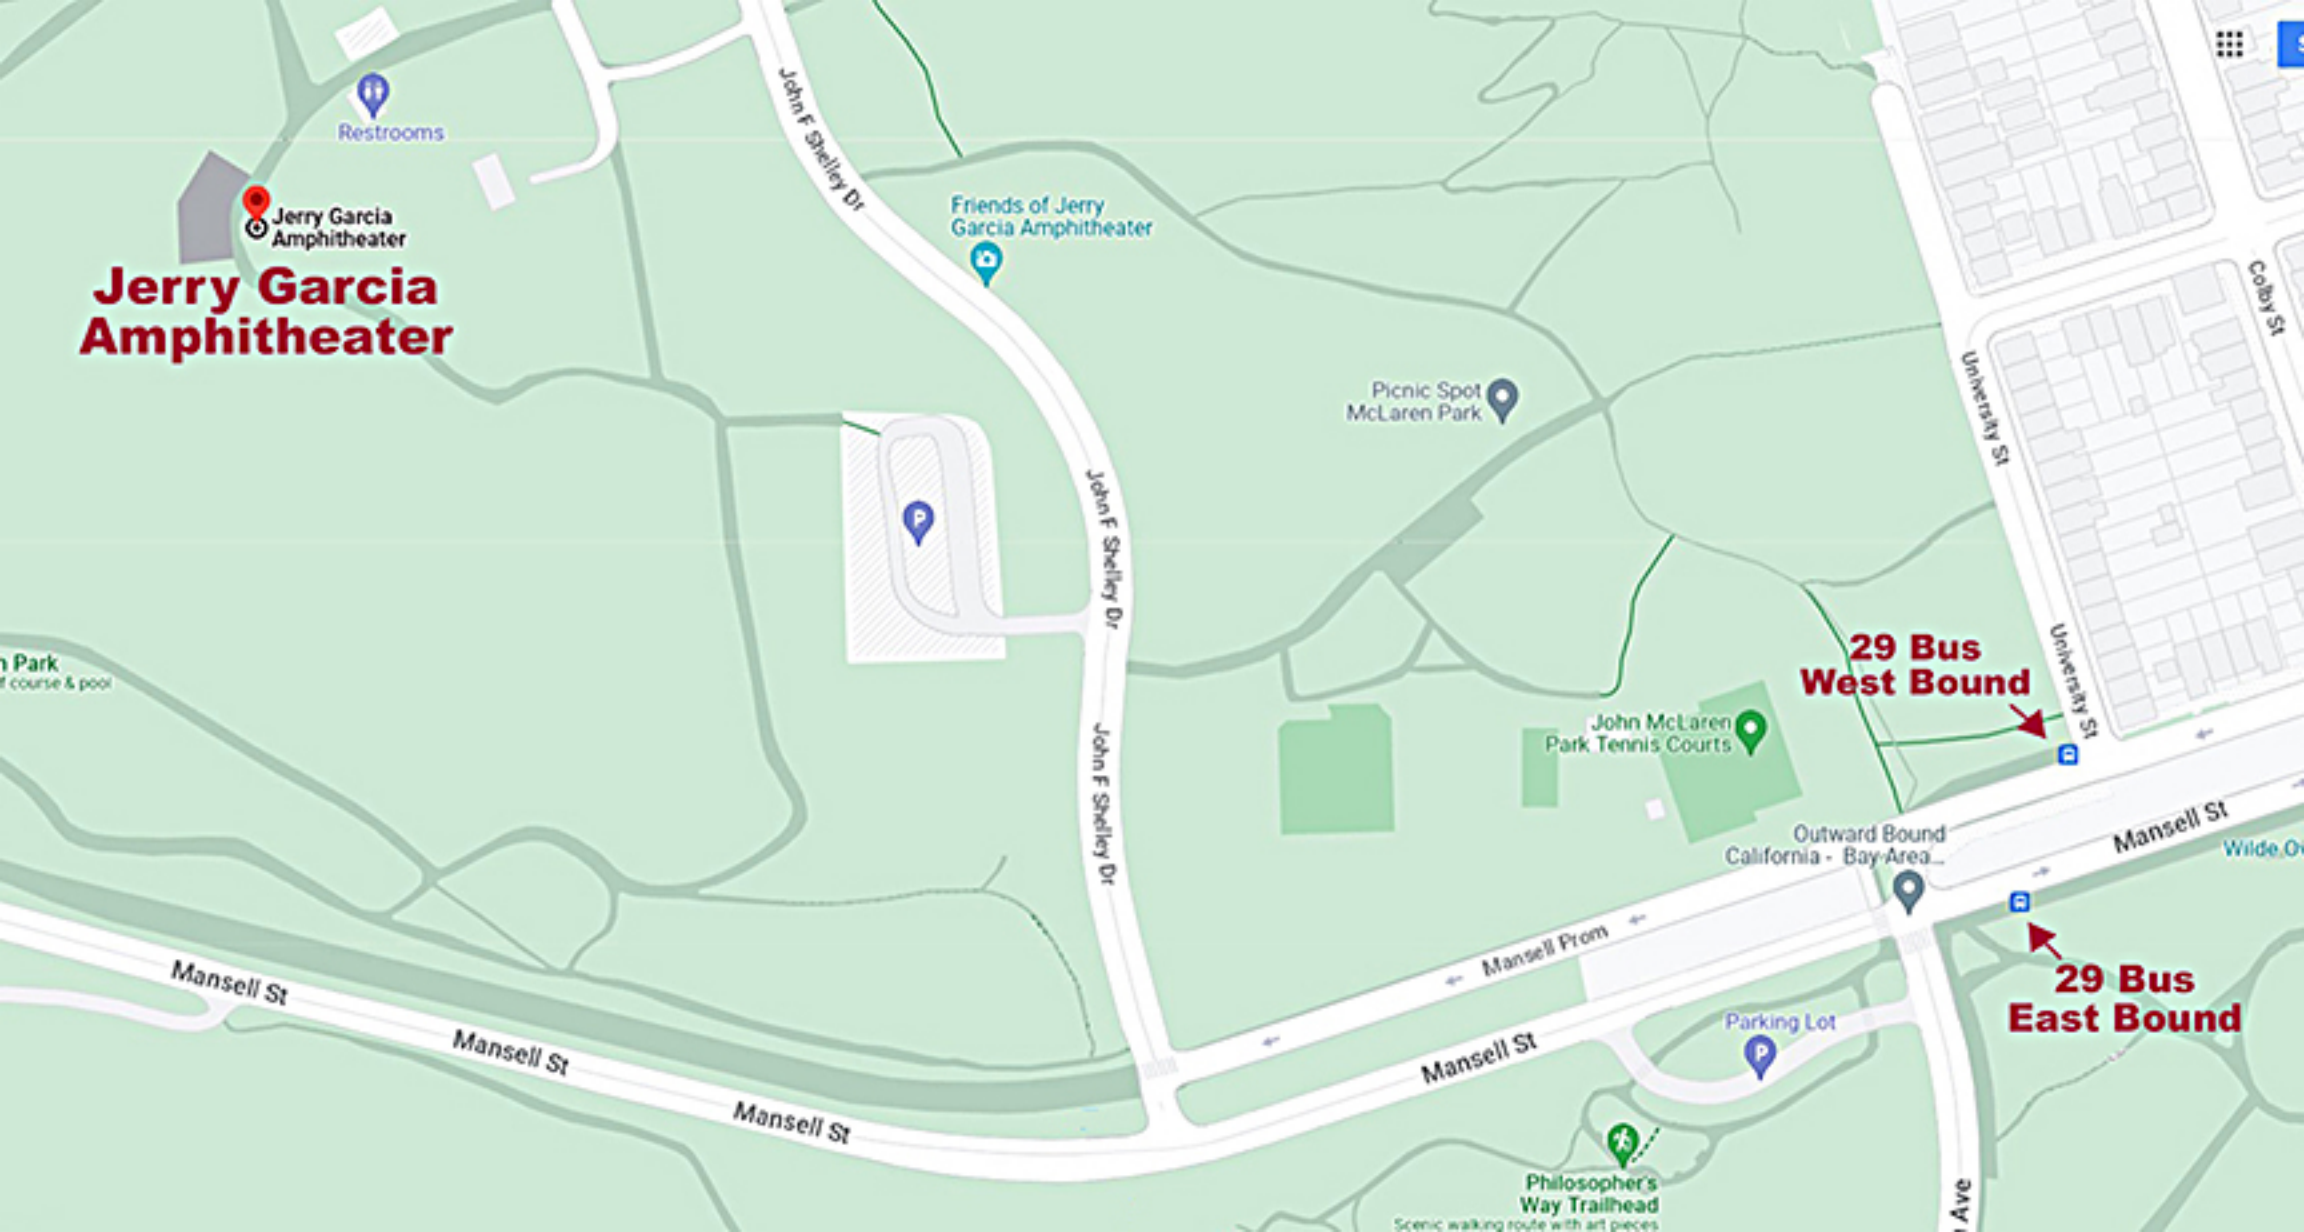 Restrooms
Jerry Garcia
Amphitheater
Jerry Garcia
Amphitheater
John F Shelley Dr
Friends of Jerry
Garcia Amphitheater
Colby St
Picnic Spot
McLaren Park
University St
John F Shelley Dr
P
Park
course & pool
29 Bus
West Bound
University St
John McLaren
Park Tennis Courts
John F Shelley Dr
Outward Bound
California - Bay Area...
Mansell St
Mansell Prom
Mansell St
Mansell St
Mansell St
Mansell St
29 Bus
East Bound
Parking Lot
P
Philosopher's
Way Trailhead
Scenic walking route with art pieces
Ave